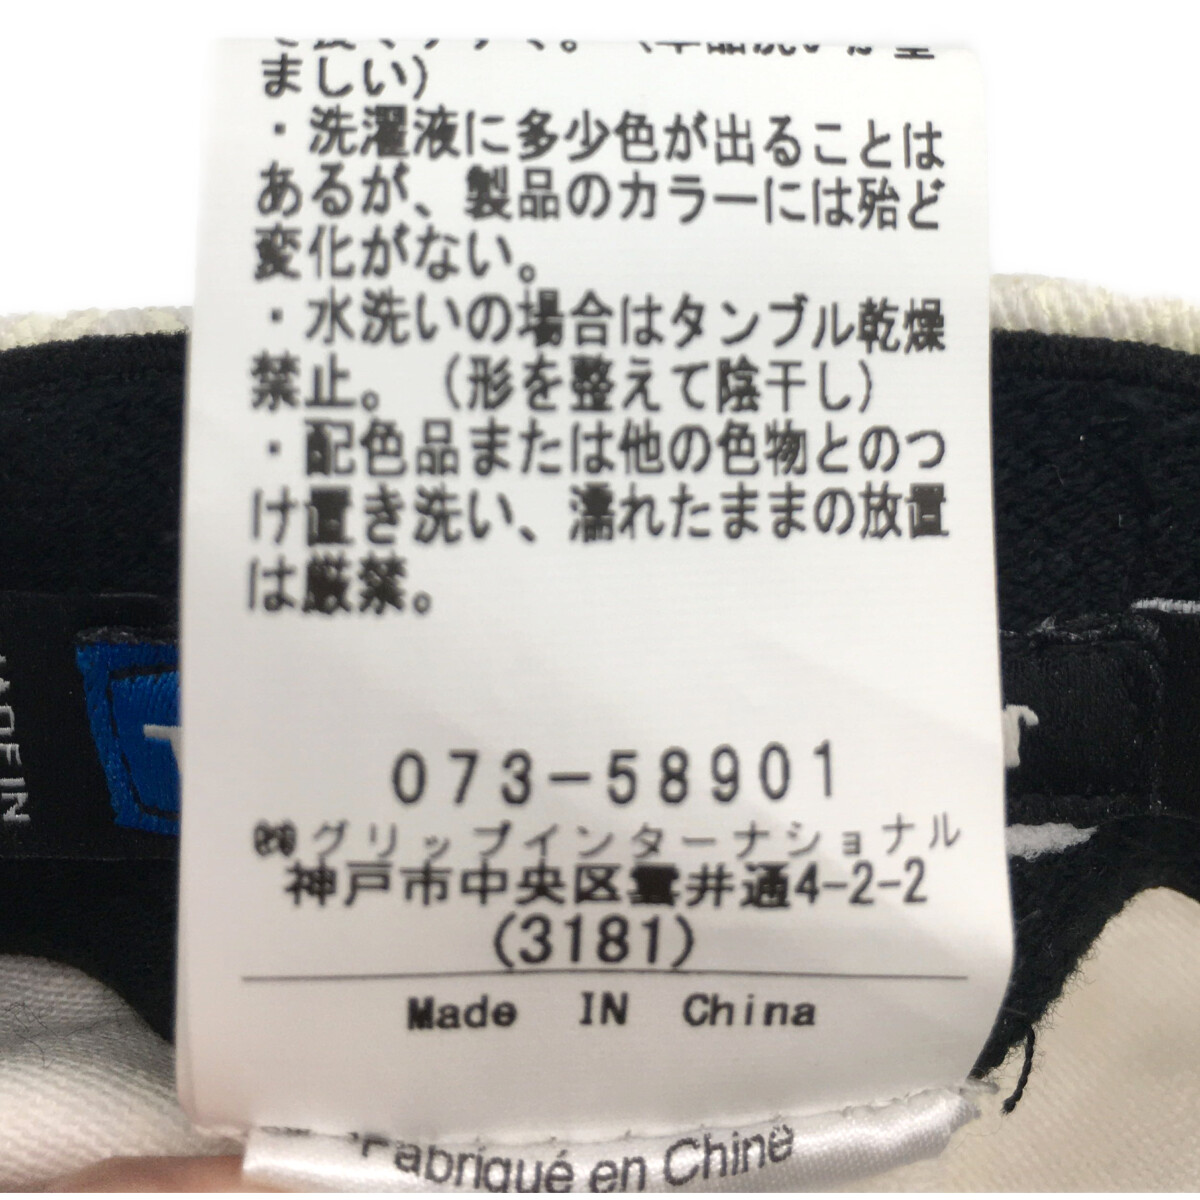 ましい)
・洗濯液に多少色が出ることは
あるが、製品のカラーには殆ど
変化がない。
・水洗いの場合はタンブル乾燥
禁止。(形を整えて陰干し)
・配色品または他の色物とのつ
け置き洗い、濡れたままの放置
は厳禁。
073-58901
グリップインターナショナル
神戸市中央区雲井通4-2-2
(3181)
Made IN China
Fabriqué en Chine
MADE IN